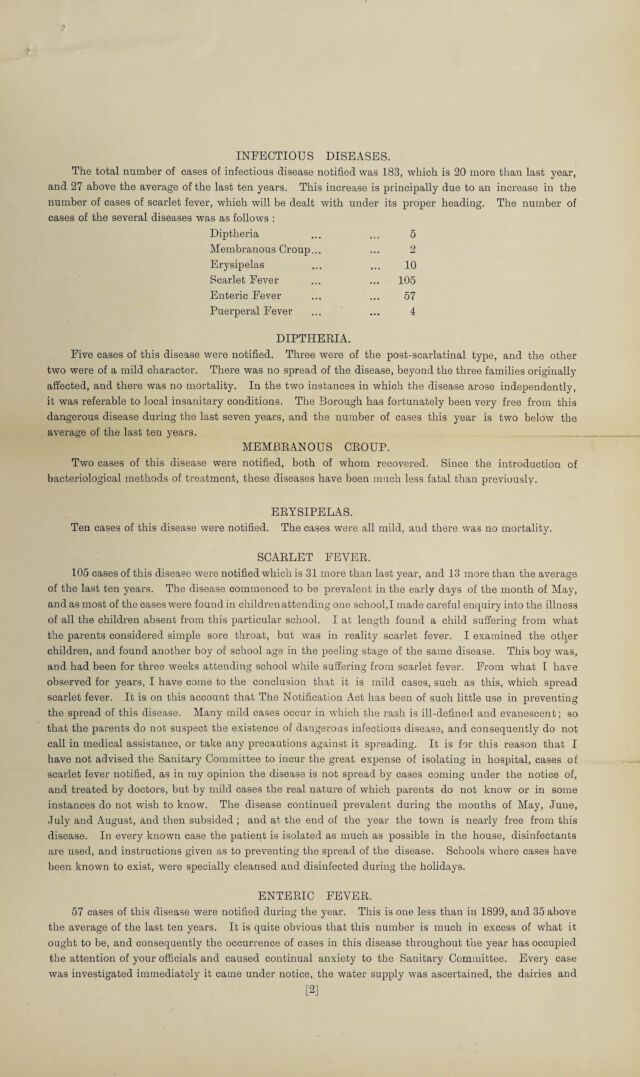 INFECTIOUS DISEASES.
The total number of cases of infectious disease notified was 183, which is 20 more than last year,
and 27 above the average of the last ten years. This increase is principally due to an increase in the
number of cases of scarlet fever, which will be dealt with under its proper heading. The number of
cases of the several diseases was as follows :
Diptheria ... ... 5
Membranous Croup... ... 2
Erysipelas ... ... 10
Scarlet Fever ... ... 105
Enteric Fever ... ... 57
Puerperal Fever ... ... 4
DIPTHERIA.
Five cases of this disease were notified. Three were of the post-scarlatinal type, and the other
two were of a mild character. There was no spread of the disease, beyond the three families originally
affected, and there was no mortality. In the two instances in which the disease arose independently,
it was referable to local insanitary conditions. The Borough has fortunately been very free from this
dangerous disease during the last seven years, and the number of cases this year is two below the
average of the last ten years.
MEMBRANOUS CROUP.
Two cases of this disease were notified, both of whom recovered. Since the introduction of
bacteriological methods of treatment, these diseases have been much less fatal than previously.
ERYSIPELAS.
Ten cases of this disease were notified. The cases were all mild, and there was no mortality.
SCARLET FEVER.
105 cases of this disease were notified which is 31 more than last year, and 13 more than the average
of the last ten years. The disease commenced to be prevalent in the early days of the month of May,
and as most of the cases were found in children attending one school, I made careful enquiry into the illness
of all the children absent from this particular school. I at length found a child suffering from what
the parents considered simple sore throat, but was in reality scarlet fever. I examined the other
children, and found another boy of school age in the peeling stage of the same disease. This boy was,
and had been for three weeks attending school while suffering from scarlet fever. From what I have
observed for years, I have come to the conclusion that it is mild cases, such as this, which spread
scarlet fever. It is on this account that The Notification Act has been of such little use in preventing
the spread of this disease. Many mild cases occur in which the rash is ill-defined and evanescent; so
that the parents do not suspect the existence of dangerous infectious disease, and consequently do not
call in medical assistance, or take any precautions against it spreading. It is for this reason that I
have not advised the Sanitary Committee to incur the great expense of isolating in hospital, cases of
scarlet fever notified, as in my opinion the disease is not spread by cases coming under the notice of,
and treated by doctors, but by mild cases the real nature of which parents do not know or in some
instances do not wish to know. The disease continued prevalent during the months of May, June,
July and August, and then subsided ; and at the end of the year the town is nearly free from this
disease. In every known case the patient is isolated as much as possible in the house, disinfectants
are used, and instructions given as to preventing the spread of the disease. Schools where cases have
been known to exist, were specially cleansed and disinfected during the holidays.
ENTERIC FEVER.
57 cases of this disease were notified during the year. This is one less than in 1899, and 35 above
the average of the last ten years. It is quite obvious that this number is much in excess of what it
ought to be, and consequently the occurrence of cases in this disease throughout the year has occupied
the attention of your officials and caused continual anxiety to the Sanitary Committee. Every case
was investigated immediately it came under notice, the water supply was ascertained, the dairies and
[2]